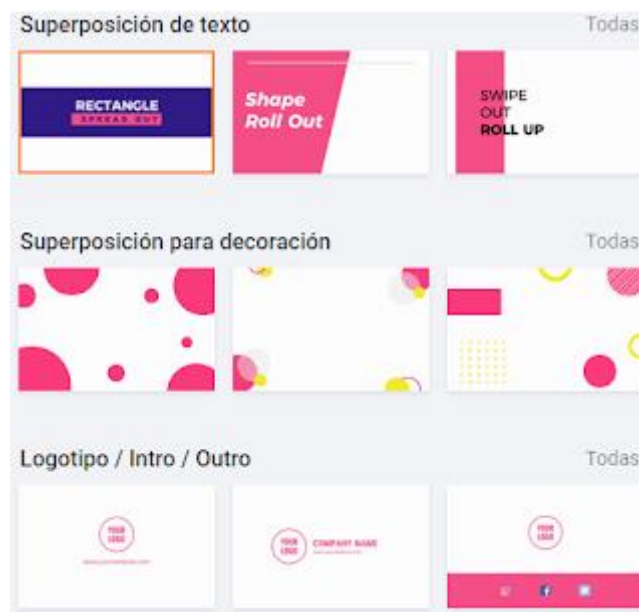 Superposición de texto
Todas
RECTANGLE
SPREAD OUT
Shape
Roll Out
SWIPE
OUT
ROLL UP
Superposición para decoración
Todas
Logotipo / Intro / Outro
Todas
YOUR
LOGO
YOUR
LOGO
COMPANY NAME
YOUR
LOGO